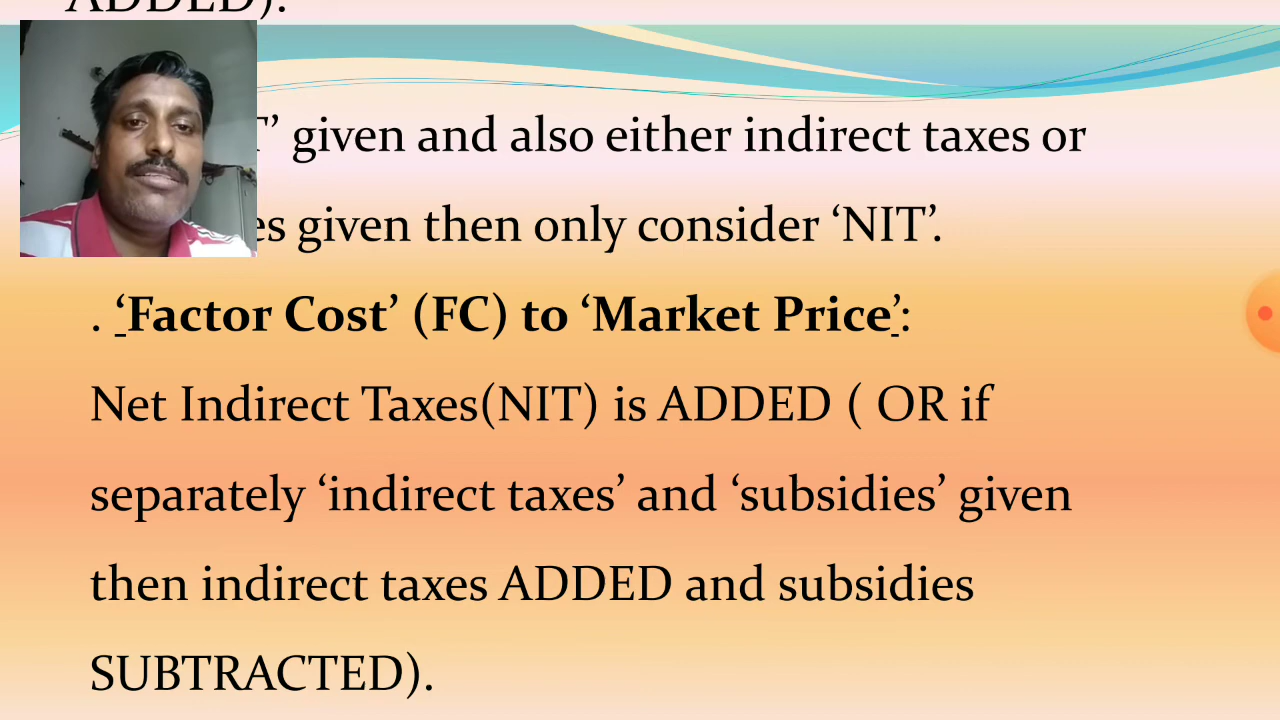 ADDED).
T’ given and also either indirect taxes or
es given then only consider ‘NIT’.
. ‘Factor Cost’ (FC) to ‘Market Price’:
Net Indirect Taxes(NIT) is ADDED ( OR if
separately ‘indirect taxes’ and ‘subsidies’ given
then indirect taxes ADDED and subsidies
SUBTRACTED).